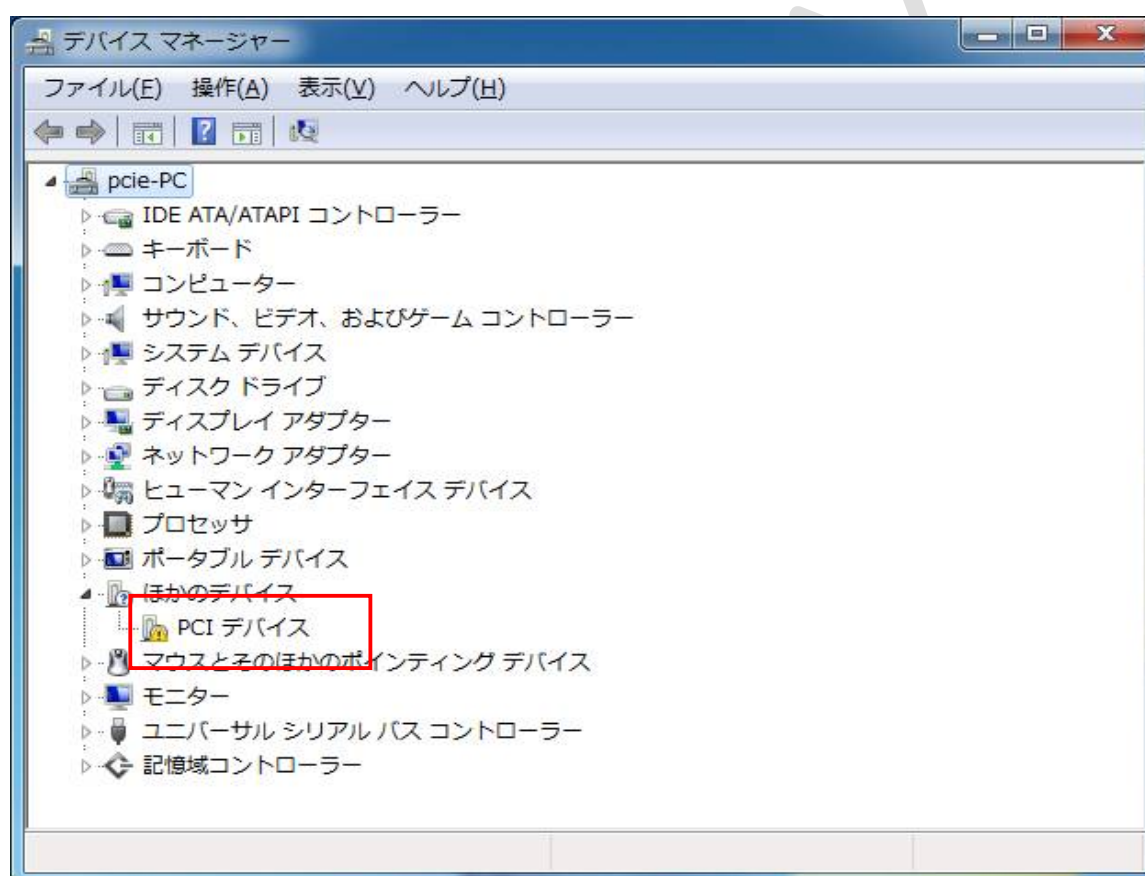 デバイス マネージャー
ファイル(F) 操作(A) 表示(V) ヘルプ(H)
pcie-PC
IDE ATA/ATAPI コントローラー
キーボード
コンピューター
サウンド、ビデオ、およびゲーム コントローラー
システム デバイス
ディスク ドライブ
ディスプレイ アダプター
ネットワーク アダプター
ヒューマン インターフェイス デバイス
プロセッサ
ポータブル デバイス
ほかのデバイス
PCI デバイス
マウスとそのほかのポインティング デバイス
モニター
ユニバーサル シリアル バス コントローラー
記憶域コントローラー